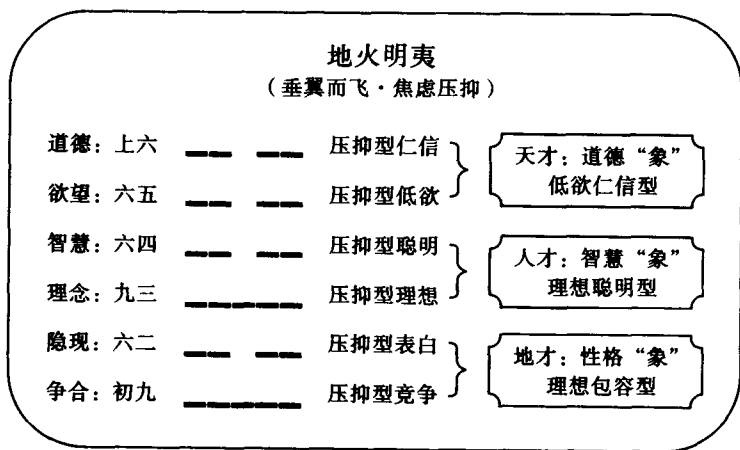 地火明夷
（垂翼而飞·焦虑压抑）
道德：上六 压抑型仁信
欲望：六五 压抑型低欲
天才：道德“象”
低欲仁信型
智慧：六四 压抑型聪明
理念：九三 压抑型理想
人才：智慧“象”
理想聪明型
隐现：六二 压抑型表白
争合：初九 压抑型竞争
地才：性格“象”
理想包容型